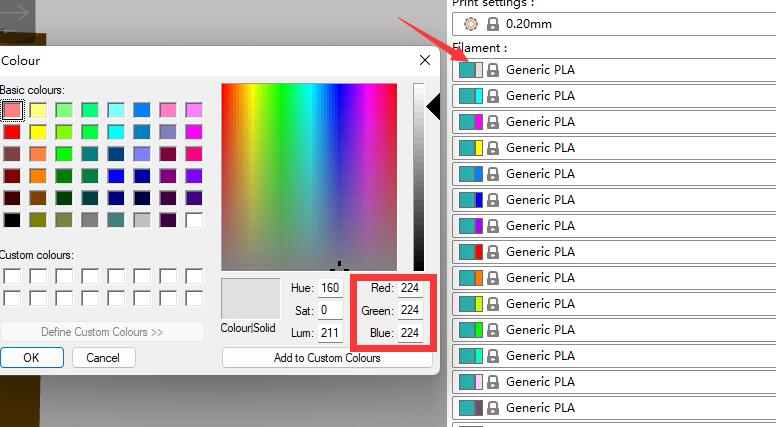 Print settings :
0.20mm
Filament :
Generic PLA
Generic PLA
Generic PLA
Generic PLA
Generic PLA
Generic PLA
Generic PLA
Generic PLA
Generic PLA
Generic PLA
Generic PLA
Generic PLA
Generic PLA
Generic PLA
Colour
Basic colours:
Custom colours:
Define Custom Colours >>
OK
Cancel
Colour|Solid
Hue: 160
Sat: 0
Lum: 211
Red: 224
Green: 224
Blue: 224
Add to Custom Colours